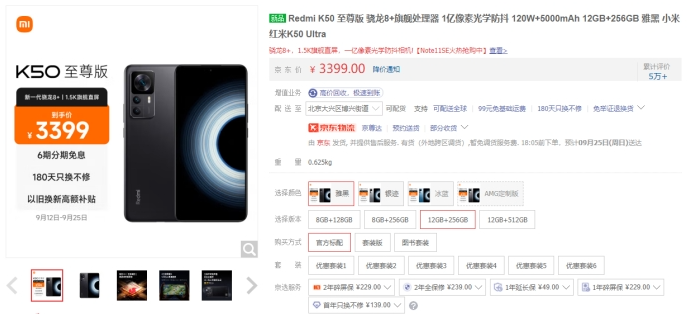 mi
K50 至尊版
新一代骁龙8+ | 1.5K旗舰直屏
到手价
￥3399
6期分期免息
180天只换不修
以旧换新高额补贴
9月12日-9月25日
Redmi
新品 Redmi K50 至尊版 骁龙8+旗舰处理器 1亿像素光学防抖 120W+5000mAh 12GB+256GB 雅黑 小米
红米K50 Ultra
骁龙8+，1.5K旗舰直屏，一亿像素光学防抖相机!【Note11SE火热抢购中】查看>
京 东 价 ￥ 3399.00 降价通知
累计评价
5万+
增值业务 高价回收，极速到账
配 送 至 北京大兴区 可配货 支持 可配送全球 99元免基础运费 180天只换不修 免举证退换货
京东物流 京尊达 预约送货 部分收货
由 京东 发货, 并提供售后服务. 有货 (外地跨区调货) ,暂免调货服务费. 18:05前下单，预计09月25日(周日)送达
重 量 0.625kg
选择颜色 雅黑 银迹 冰蓝 AMG定制版
选择版本 8GB+128GB 8GB+256GB 12GB+256GB 12GB+512GB
购买方式 官方标配 套装版 图书套装
套 装 优惠套装1 优惠套装2 优惠套装3 优惠套装4 优惠套装5 优惠套装6
京选服务 2年碎屏保 ¥229.00 2年全保修 ¥239.00 1年延长保 ¥49.00 1年碎屏保 ¥229.00
首年只换不修 ¥139.00